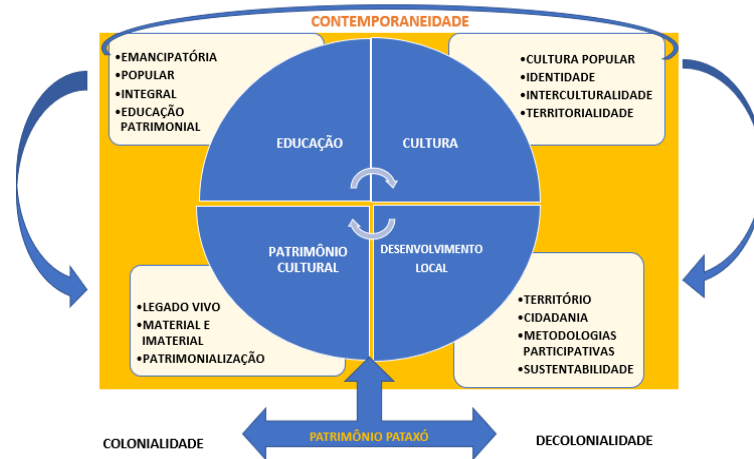 CONTEMPORANEIDADE
•EMANCIPATÓRIA
•POPULAR
•INTEGRAL
•EDUCAÇÃO
PATRIMONIAL
•CULTURA POPULAR
•IDENTIDADE
•INTERCULTURALIDADE
•TERRITORIALIDADE
EDUCAÇÃO
CULTURA
PATRIMÔNIO
CULTURAL
DESENVOLVIMENTO
LOCAL
•LEGADO VIVO
•MATERIAL E
IMATERIAL
•PATRIMONIALIZAÇÃO
•TERRITÓRIO
•CIDADANIA
•METODOLOGIAS
PARTICIPATIVAS
•SUSTENTABILIDADE
COLONIALIDADE
PATRIMÔNIO PATAXÓ
DECOLONIALIDADE